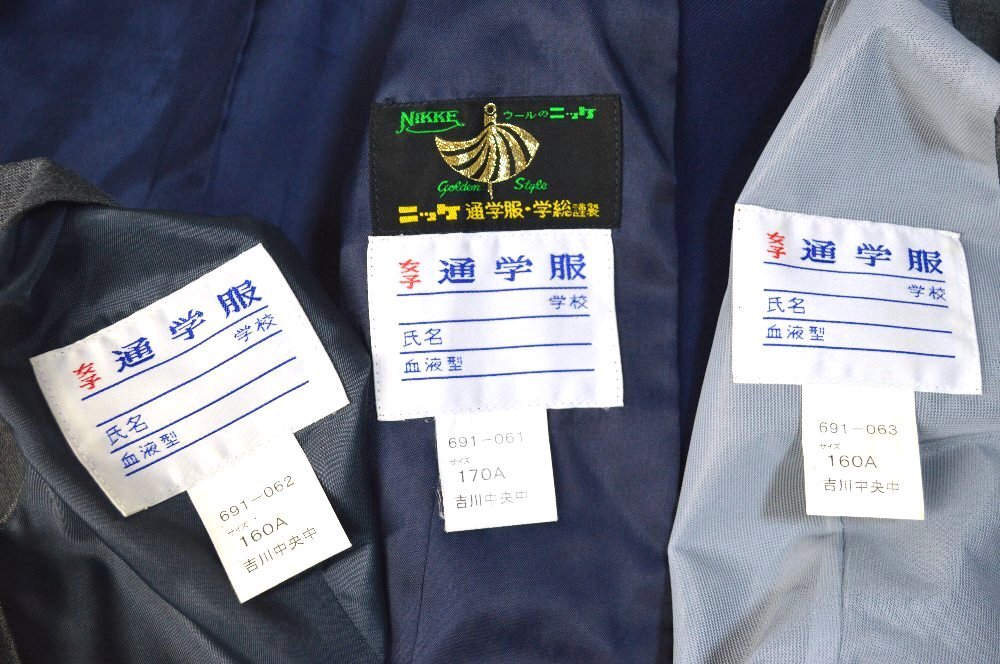 NIKKE ウールのニッケ
Golden Style
ニッケ 通学服・学総謹製
女子 通学服
学校
氏名
血液型
691-062
サイズ
160A
吉川中央中
女子 通学服
学校
氏名
血液型
691-061
サイズ
170A
吉川中央中
女子 通学服
学校
氏名
血液型
691-063
サイズ
160A
吉川中央中